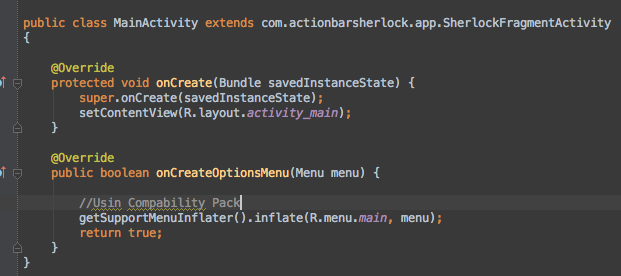 public class MainActivity extends com.actionbarsherlock.app.SherlockFragmentActivity
{
@Override
protected void onCreate(Bundle savedInstanceState) {
super.onCreate(savedInstanceState);
setContentView(R.layout.activity_main);
}
@Override
public boolean onCreateOptionsMenu(Menu menu) {
//Usin Compability Pack
getSupportMenuInflater().inflate(R.menu.main, menu);
return true;
}
}